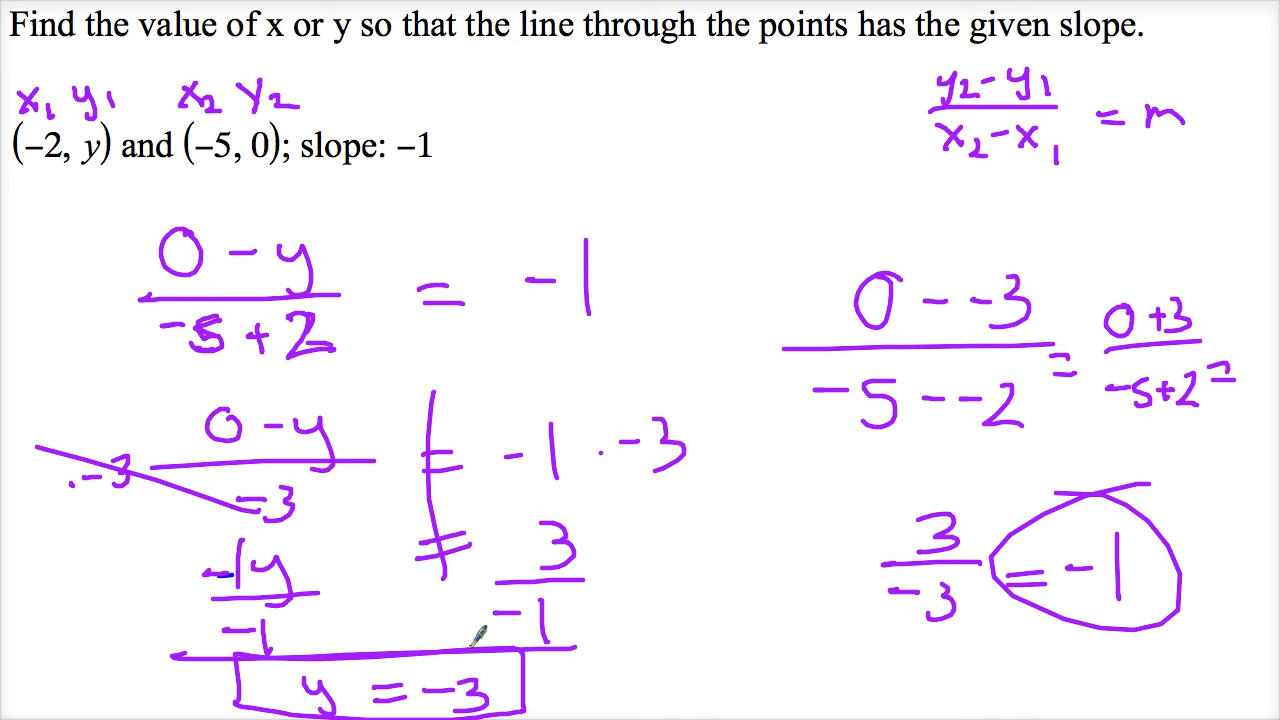 Find the value of x or y so that the line through the points has the given slope.
x₁ y₁ x₂ y₂
(–2, y) and (–5, 0); slope: –1
y₂ - y₁
x₂ - x₁
= m
0 - y
-5 + 2
= -1
0 - y
-3
. -3
= -1 . -3
-1y
-1
= 3
-1
y = -3
0 - -3
-5 - -2
=
0 + 3
-5 + 2
=
3
-3
= -1